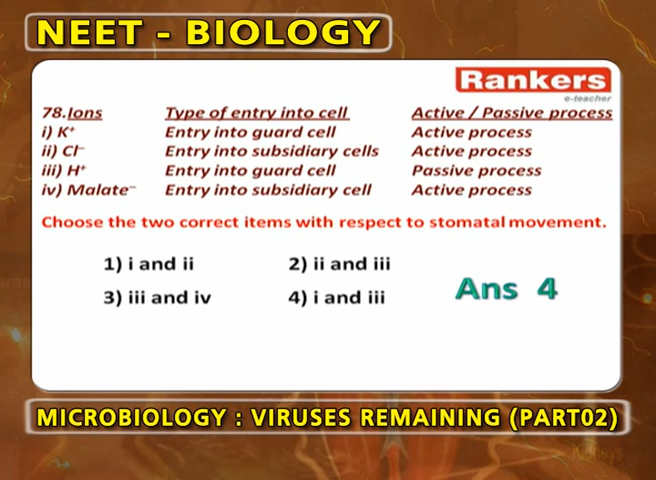 NEET - BIOLOGY
Rankers
e-teacher
78.Ions Type of entry into cell Active / Passive process
i) K⁺ Entry into guard cell Active process
ii) Cl⁻ Entry into subsidiary cells Active process
iii) H⁺ Entry into guard cell Passive process
iv) Malate⁻ Entry into subsidiary cell Active process
Choose the two correct items with respect to stomatal movement.
1) i and ii 2) ii and iii
3) iii and iv 4) i and iii
Ans 4
MICROBIOLOGY : VIRUSES REMAINING (PART02)